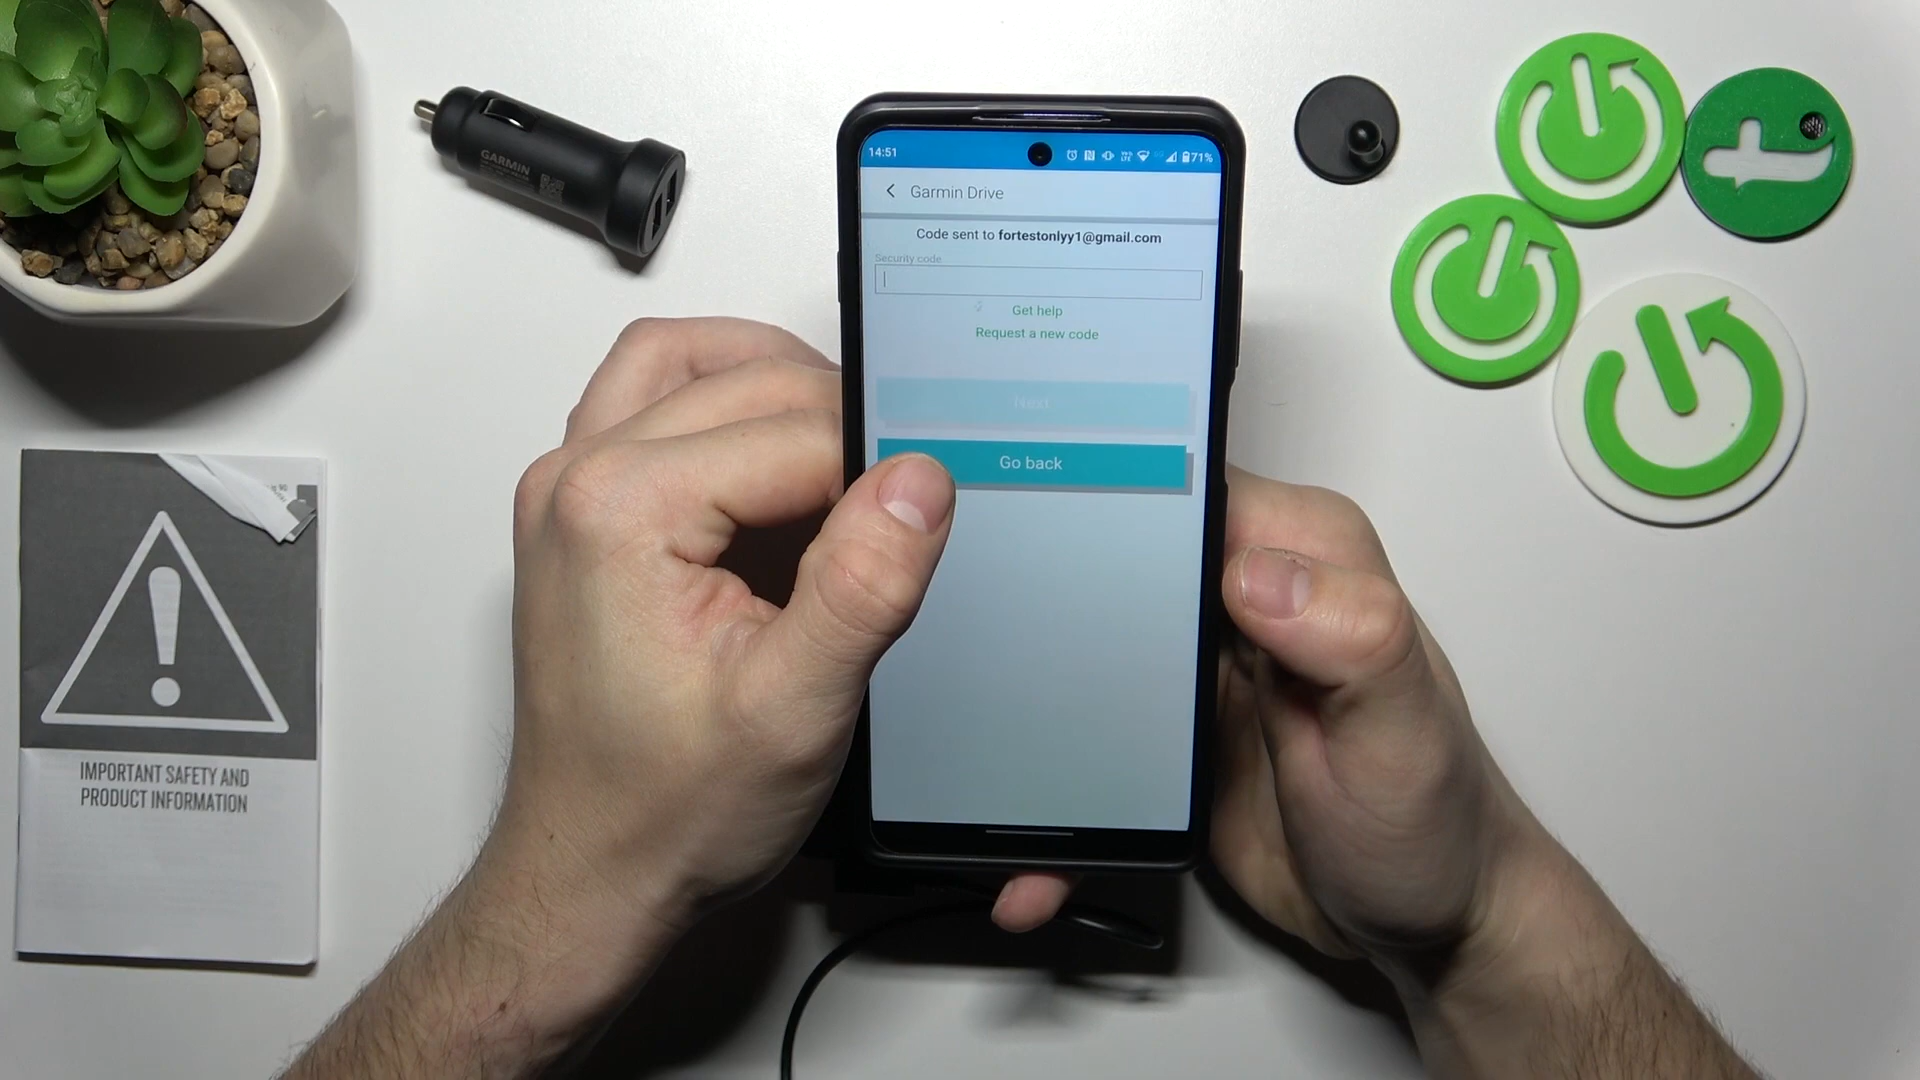 GARMIN
14:51
71%
Garmin Drive
Code sent to fortestonlyy1@gmail.com
Security code
Get help
Request a new code
Next
Go back
t
IMPORTANT SAFETY AND
PRODUCT INFORMATION